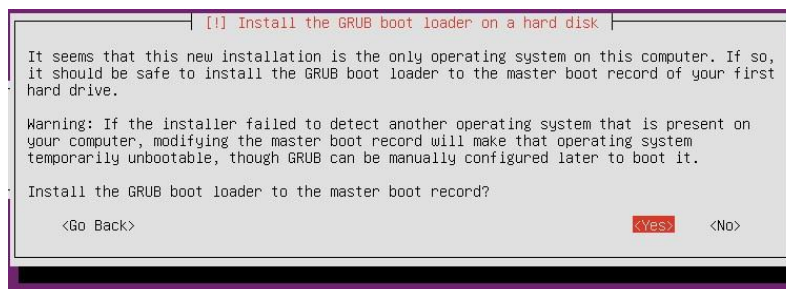 [!] Install the GRUB boot loader on a hard disk
It seems that this new installation is the only operating system on this computer. If so,
it should be safe to install the GRUB boot loader to the master boot record of your first
hard drive.
Warning: If the installer failed to detect another operating system that is present on
your computer, modifying the master boot record will make that operating system
temporarily unbootable, though GRUB can be manually configured later to boot it.
Install the GRUB boot loader to the master boot record?
<Go Back> <Yes> <No>